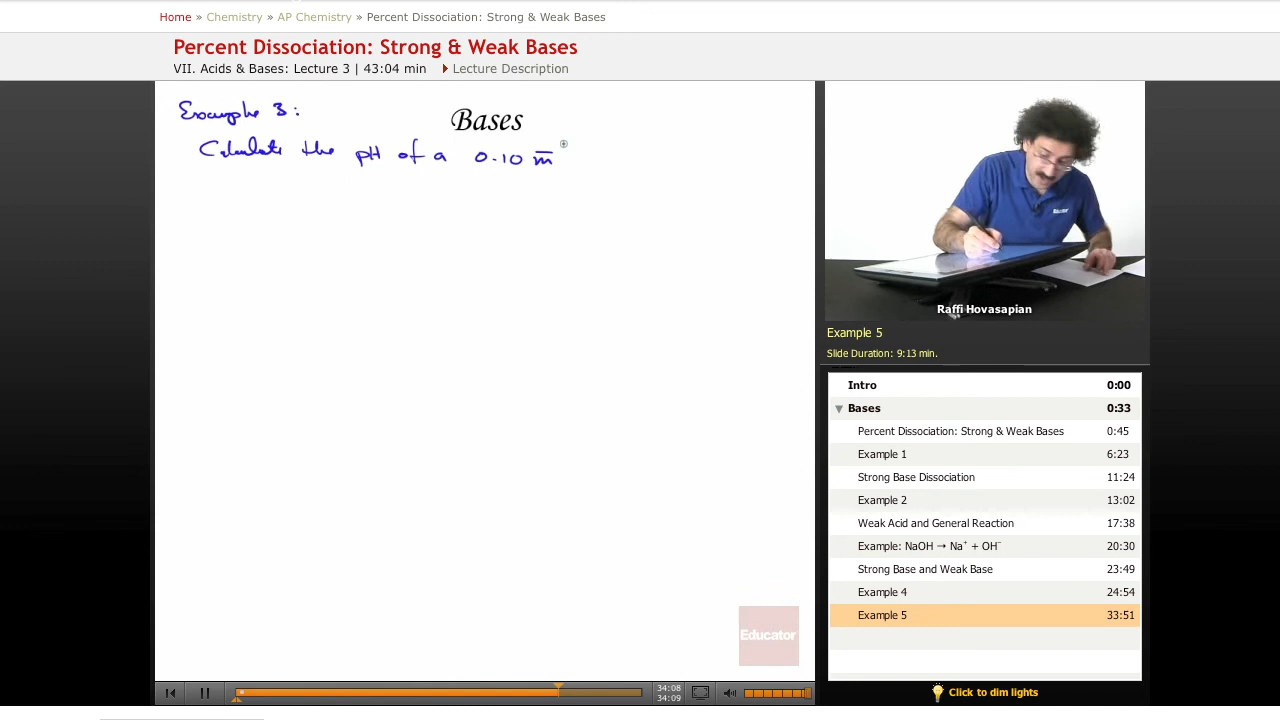 Home » Chemistry » AP Chemistry » Percent Dissociation: Strong & Weak Bases
Percent Dissociation: Strong & Weak Bases
VII. Acids & Bases: Lecture 3 | 43:04 min Lecture Description
Example 3:
Bases
Calculate the pH of a 0.10 m̅
Educator
Raffi Hovasapian
Example 5
Slide Duration: 9:13 min.
Intro 0:00
Bases 0:33
Percent Dissociation: Strong & Weak Bases 0:45
Example 1 6:23
Strong Base Dissociation 11:24
Example 2 13:02
Weak Acid and General Reaction 17:38
Example: NaOH → Na⁺ + OH⁻ 20:30
Strong Base and Weak Base 23:49
Example 4 24:54
Example 5 33:51
Educator
34:08
34:09
Click to dim lights